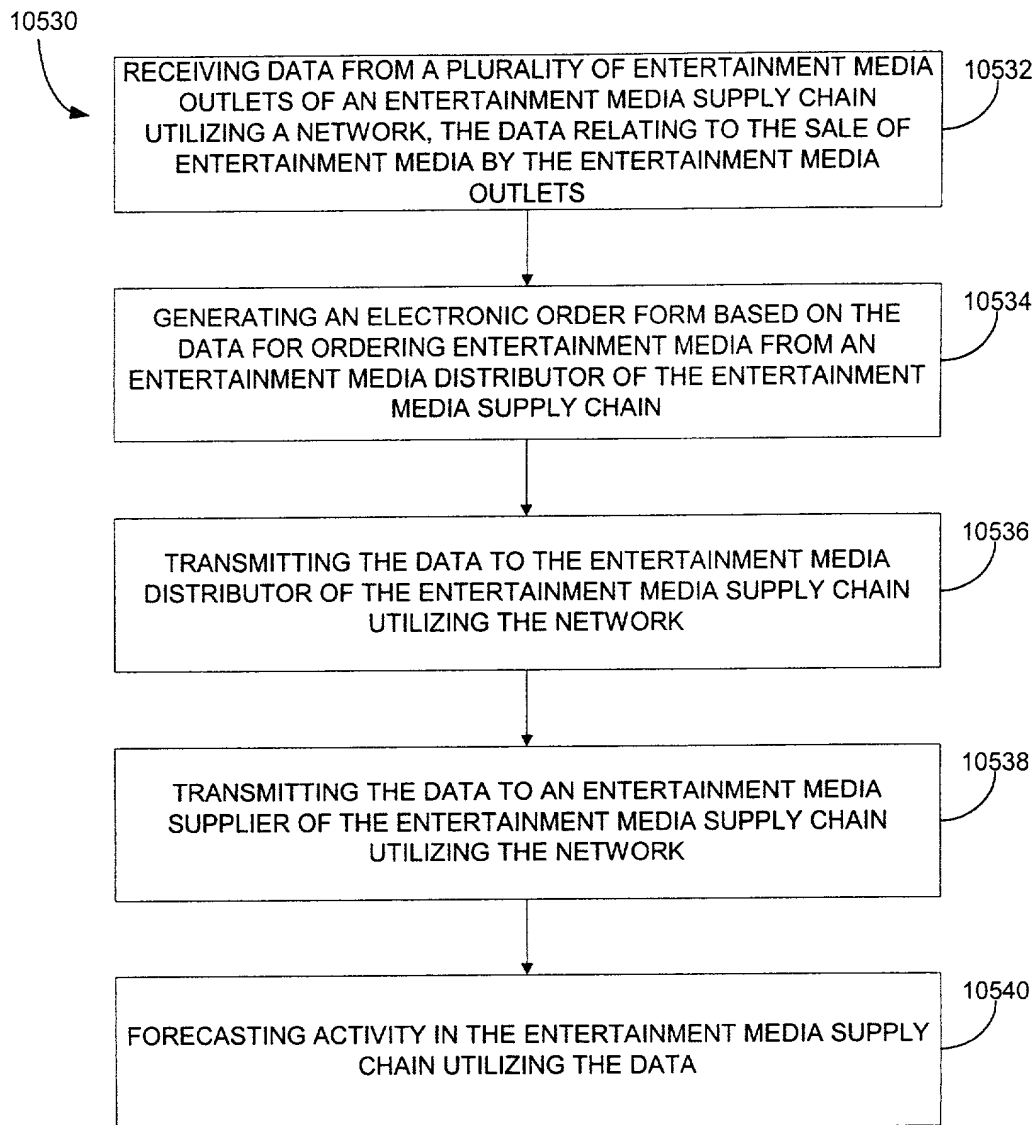 10530
RECEIVING DATA FROM A PLURALITY OF ENTERTAINMENT MEDIA
OUTLETS OF AN ENTERTAINMENT MEDIA SUPPLY CHAIN
UTILIZING A NETWORK, THE DATA RELATING TO THE SALE OF
ENTERTAINMENT MEDIA BY THE ENTERTAINMENT MEDIA
OUTLETS
10532
GENERATING AN ELECTRONIC ORDER FORM BASED ON THE
DATA FOR ORDERING ENTERTAINMENT MEDIA FROM AN
ENTERTAINMENT MEDIA DISTRIBUTOR OF THE ENTERTAINMENT
MEDIA SUPPLY CHAIN
10534
TRANSMITTING THE DATA TO THE ENTERTAINMENT MEDIA
DISTRIBUTOR OF THE ENTERTAINMENT MEDIA SUPPLY CHAIN
UTILIZING THE NETWORK
10536
TRANSMITTING THE DATA TO AN ENTERTAINMENT MEDIA
SUPPLIER OF THE ENTERTAINMENT MEDIA SUPPLY CHAIN
UTILIZING THE NETWORK
10538
FORECASTING ACTIVITY IN THE ENTERTAINMENT MEDIA SUPPLY
CHAIN UTILIZING THE DATA
10540